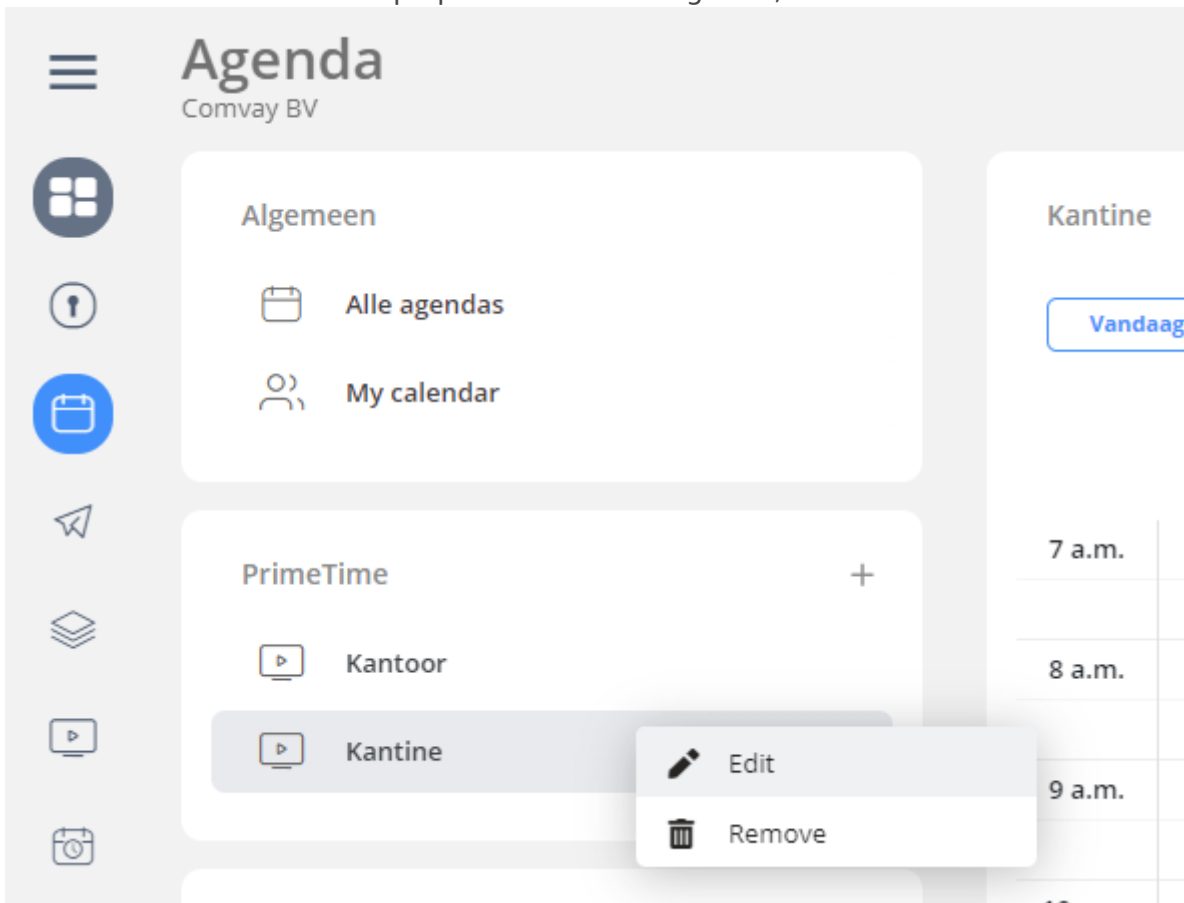 Agenda
Comvay BV
Algemeen
Alle agendas
My calendar
PrimeTime
Kantoor
Kantine
Edit
Remove
Kantine
Vandaag
7 a.m.
8 a.m.
9 a.m.